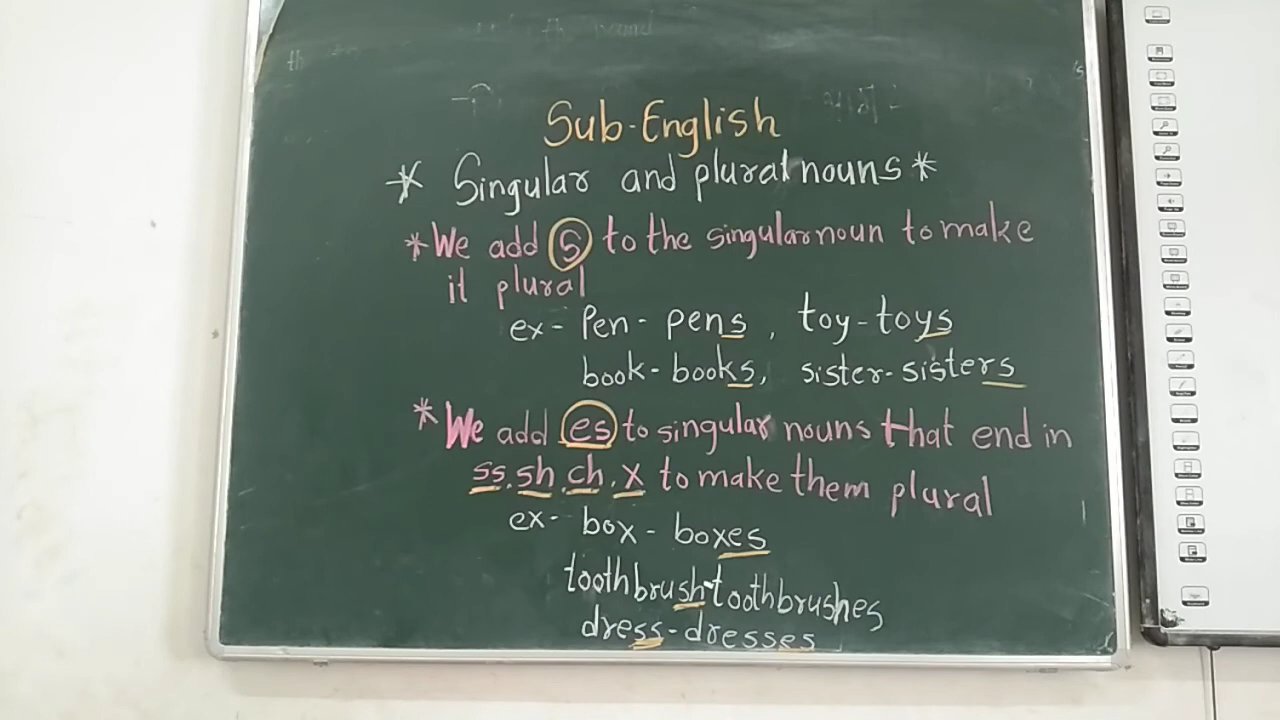 Sub-English
* Singular and plural nouns *
* We add s to the singular noun to make
it plural
ex- Pen - pens , toy-toys
book - books, sister-sisters
* We add es to singular nouns that end in
ss, sh, ch, x to make them plural
ex- box - boxes
toothbrush-toothbrushes
dress-dresses